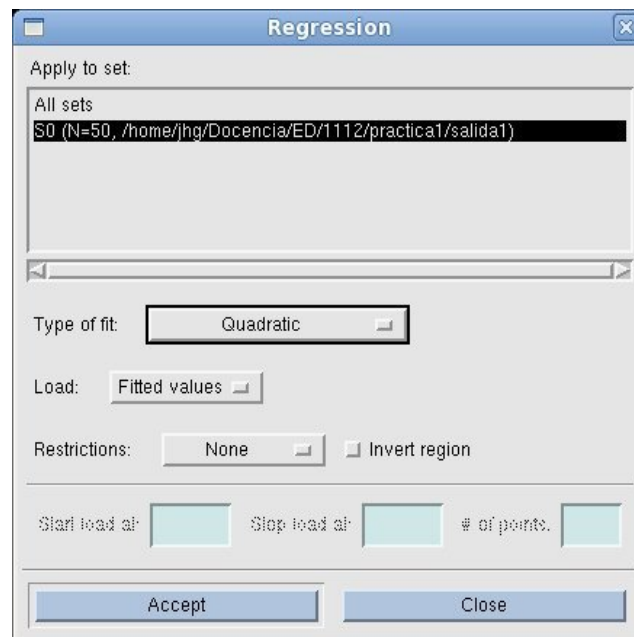 Regression
Apply to set:
All sets
S0 (N=50, /home/jhg/Docencia/ED/1112/practica1/salida1)
Type of fit: Quadratic
Load: Fitted values
Restrictions: None Invert region
Start load at: Stop load at: # of points:
Accept Close